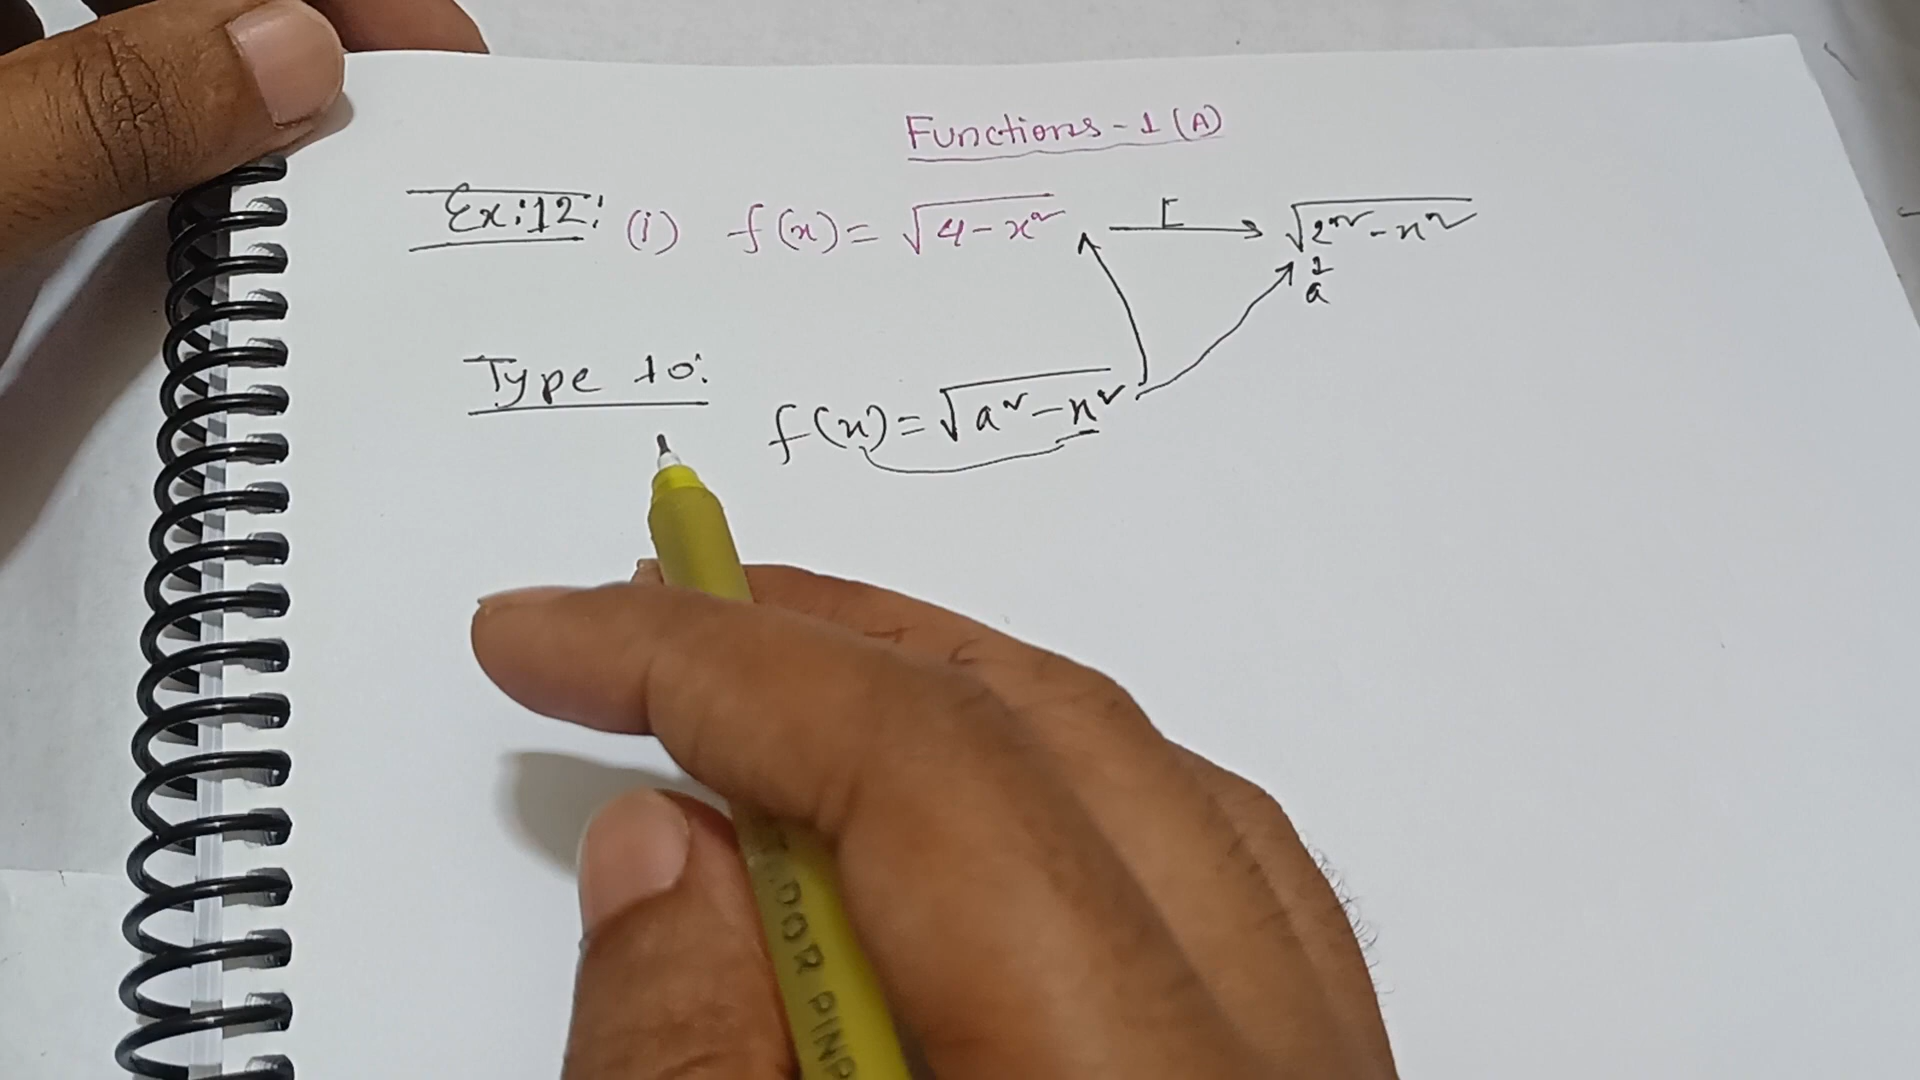 Functions - 1 (A)
Ex: 12: (i) f(x) = √4-x² → √2²-x²
a
Type 10:
f(x) = √a²-x²